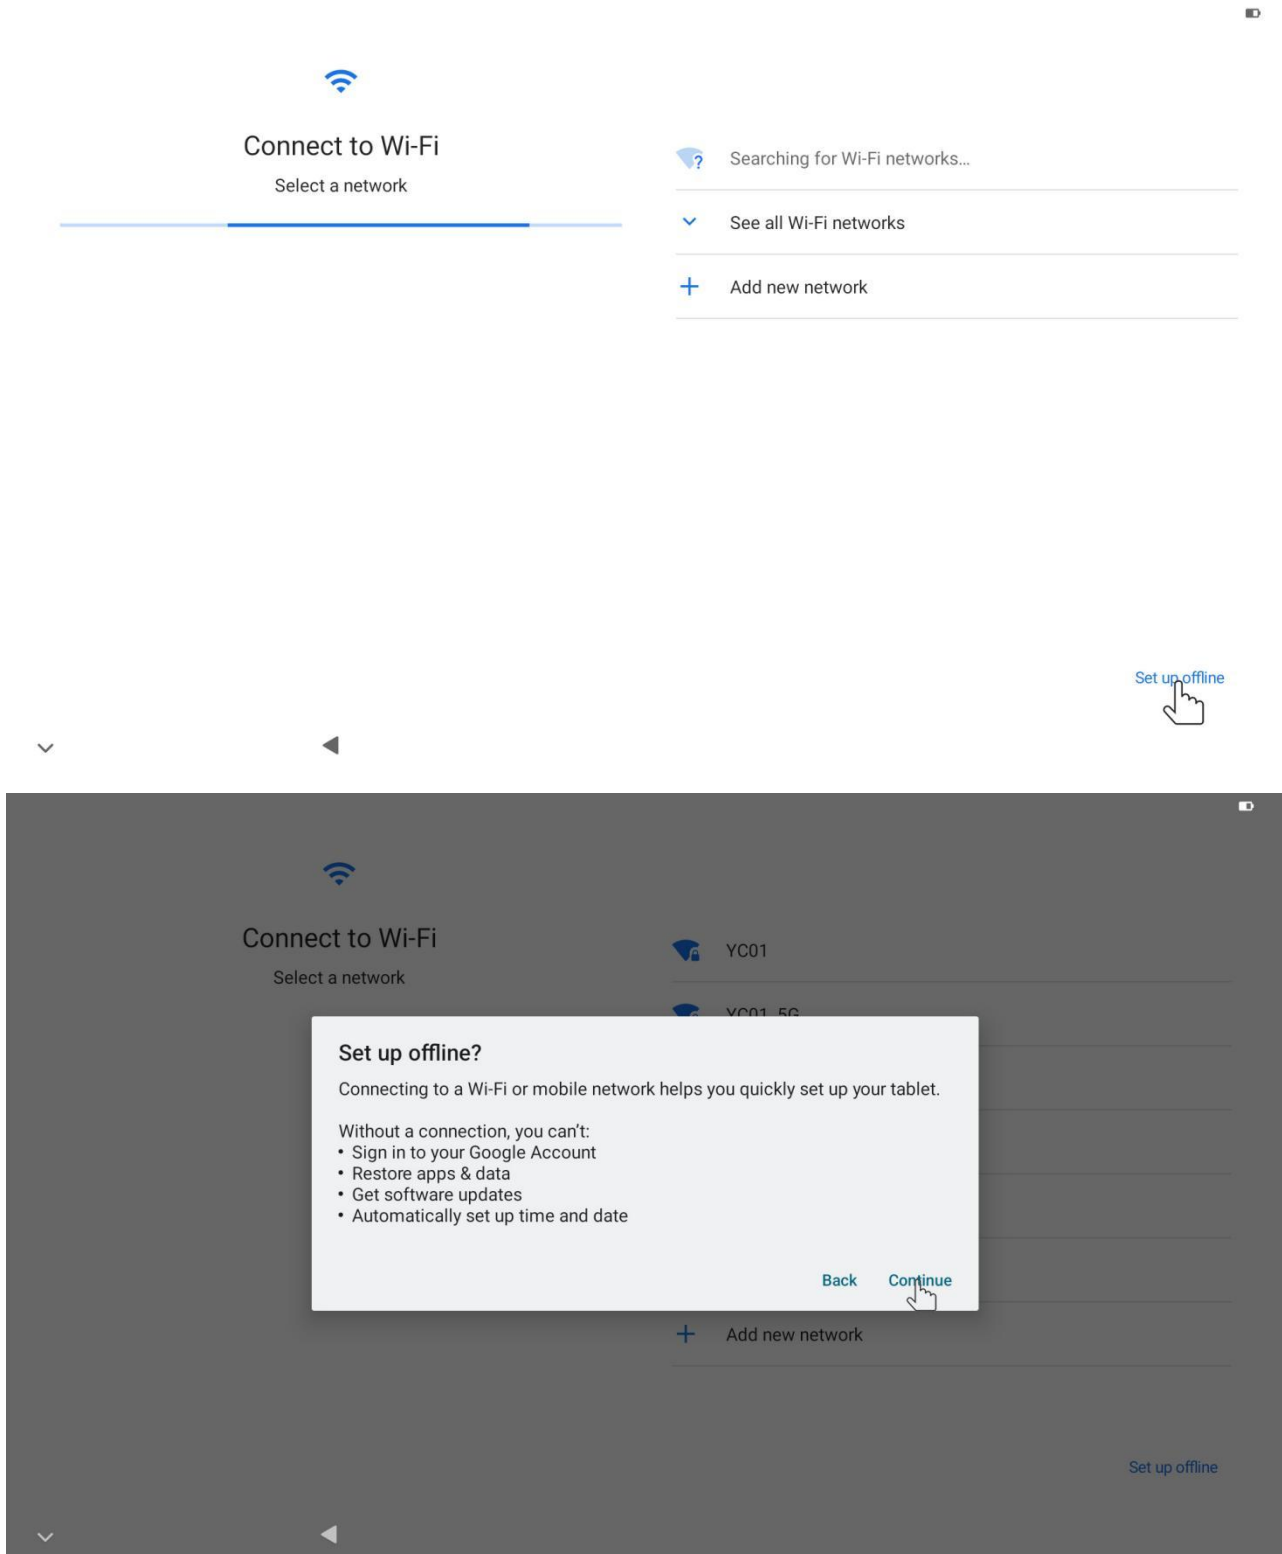 Connect to Wi-Fi
Select a network
Searching for Wi-Fi networks...
See all Wi-Fi networks
Add new network
Set up offline
Connect to Wi-Fi
Select a network
YC01
YC01_5G
Set up offline?
Connecting to a Wi-Fi or mobile network helps you quickly set up your tablet.
Without a connection, you can't:
• Sign in to your Google Account
• Restore apps & data
• Get software updates
• Automatically set up time and date
Back Continue
Add new network
Set up offline